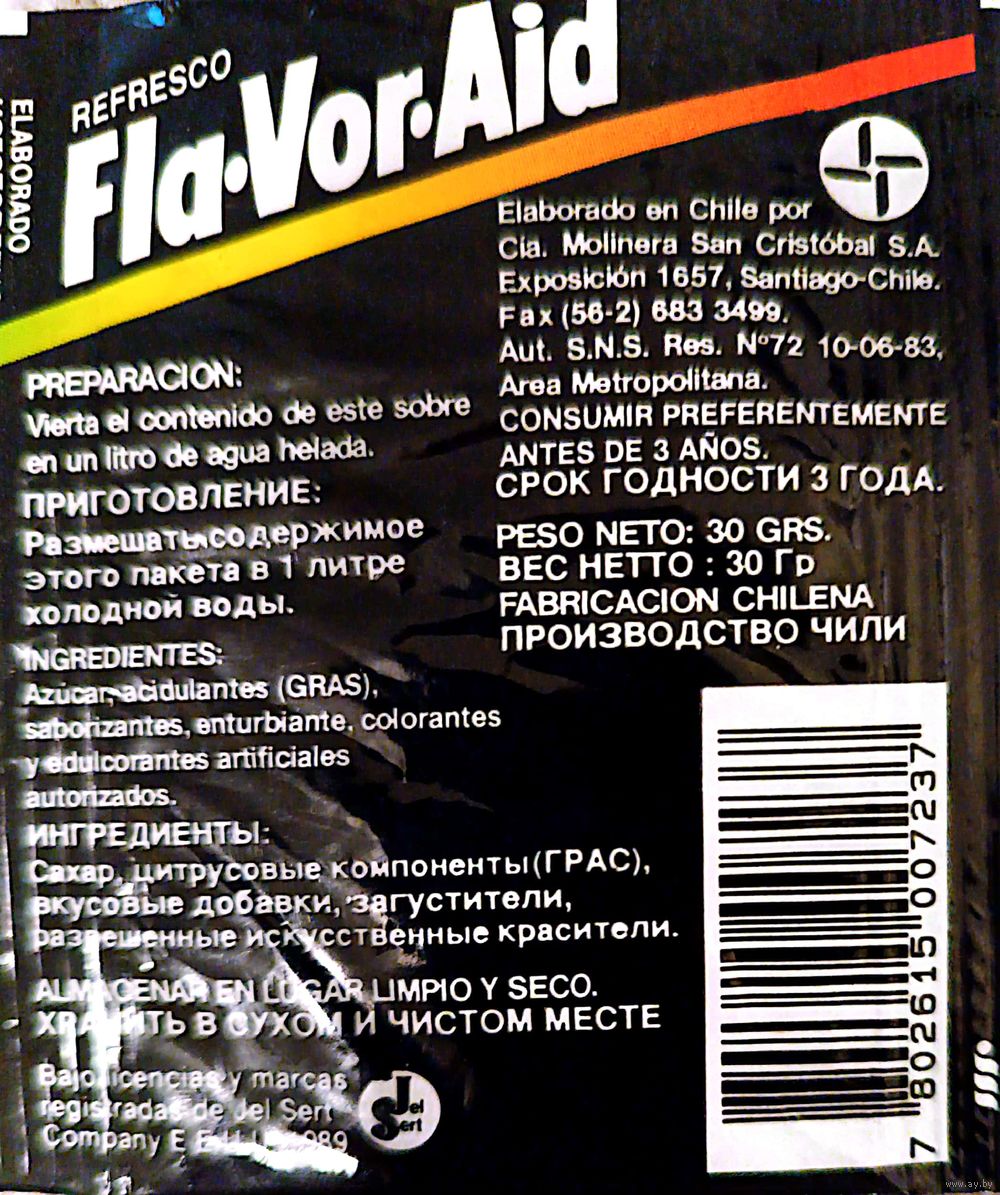 ELABORADO
REFRESCO
Fla·Vor·Aid
Elaborado en Chile por
Cía. Molinera San Cristóbal S.A.
Exposición 1657, Santiago-Chile.
Fax (56-2) 683 3499.
Aut. S.N.S. Res. Nº72 10-06-83,
Area Metropolitana.
CONSUMIR PREFERENTEMENTE
ANTES DE 3 AÑOS.
СРОК ГОДНОСТИ 3 ГОДА.
PESO NETO: 30 GRS.
ВЕС НЕТТО : 30 Гр
FABRICACION CHILENA
ПРОИЗВОДСТВО ЧИЛИ
PREPARACION:
Vierta el contenido de este sobre
en un litro de agua helada.
ПРИГОТОВЛЕНИЕ:
Размешать содержимое
этого пакета в 1 литре
холодной воды.
INGREDIENTES:
Azúcar, acidulantes (GRAS),
saborizantes, enturbiante, colorantes
y edulcorantes artificiales
autorizados.
ИНГРЕДИЕНТЫ:
Сахар, цитрусовые компоненты (ГРАС),
вкусовые добавки, загустители,
разрешенные искусственные красители.
ALMACENAR EN LUGAR LIMPIO Y SECO.
ХРАНИТЬ В СУХОМ И ЧИСТОМ МЕСТЕ
Bajo licencias y marcas
registradas de Jel Sert
Company
Jel
Sert
7 802615 007237
www.ay.by